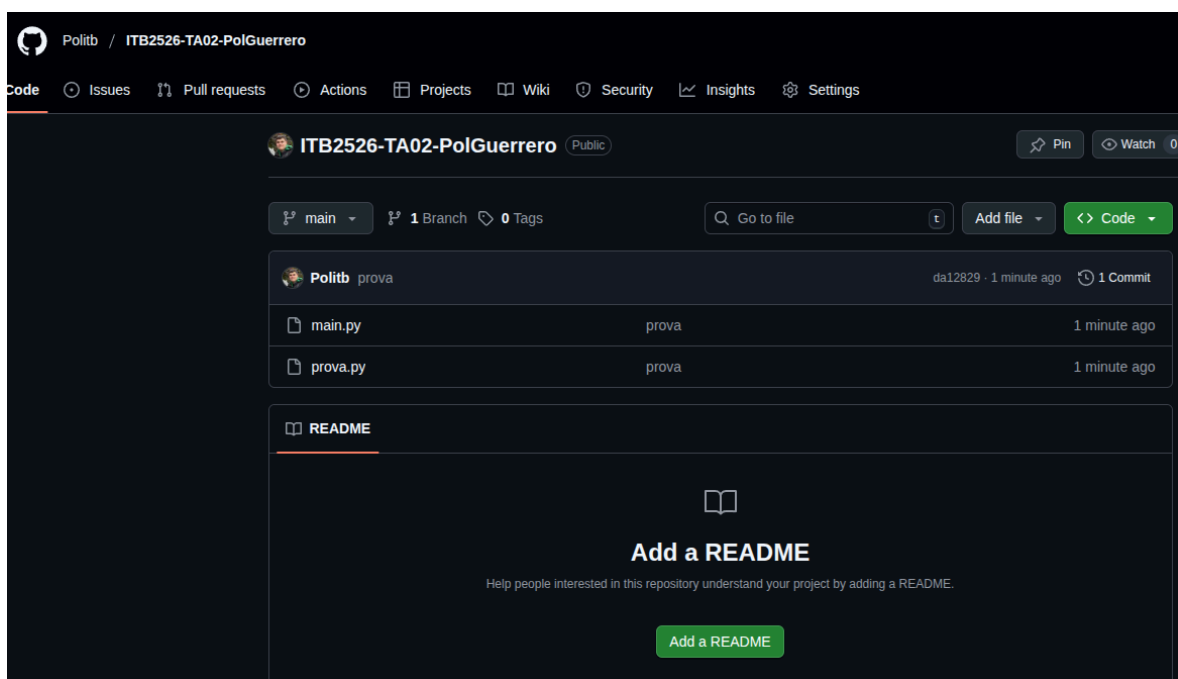 Politb / ITB2526-TA02-PolGuerrero
Code Issues Pull requests Actions Projects Wiki Security Insights Settings
ITB2526-TA02-PolGuerrero Public Pin Watch 0
main 1 Branch 0 Tags Go to file t Add file <> Code
Politb prova da12829 · 1 minute ago 1 Commit
main.py prova 1 minute ago
prova.py prova 1 minute ago
README
Add a README
Help people interested in this repository understand your project by adding a README.
Add a README